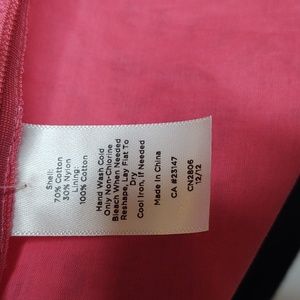 Shell:
70% Cotton
30% Nylon
Lining:
100% Cotton
Hand Wash Cold
Only Non-Chlorine
Bleach When Needed
Reshape, Lay Flat To
Dry
Cool Iron, If Needed
Made In China
CA #23147
CN2806
12/12